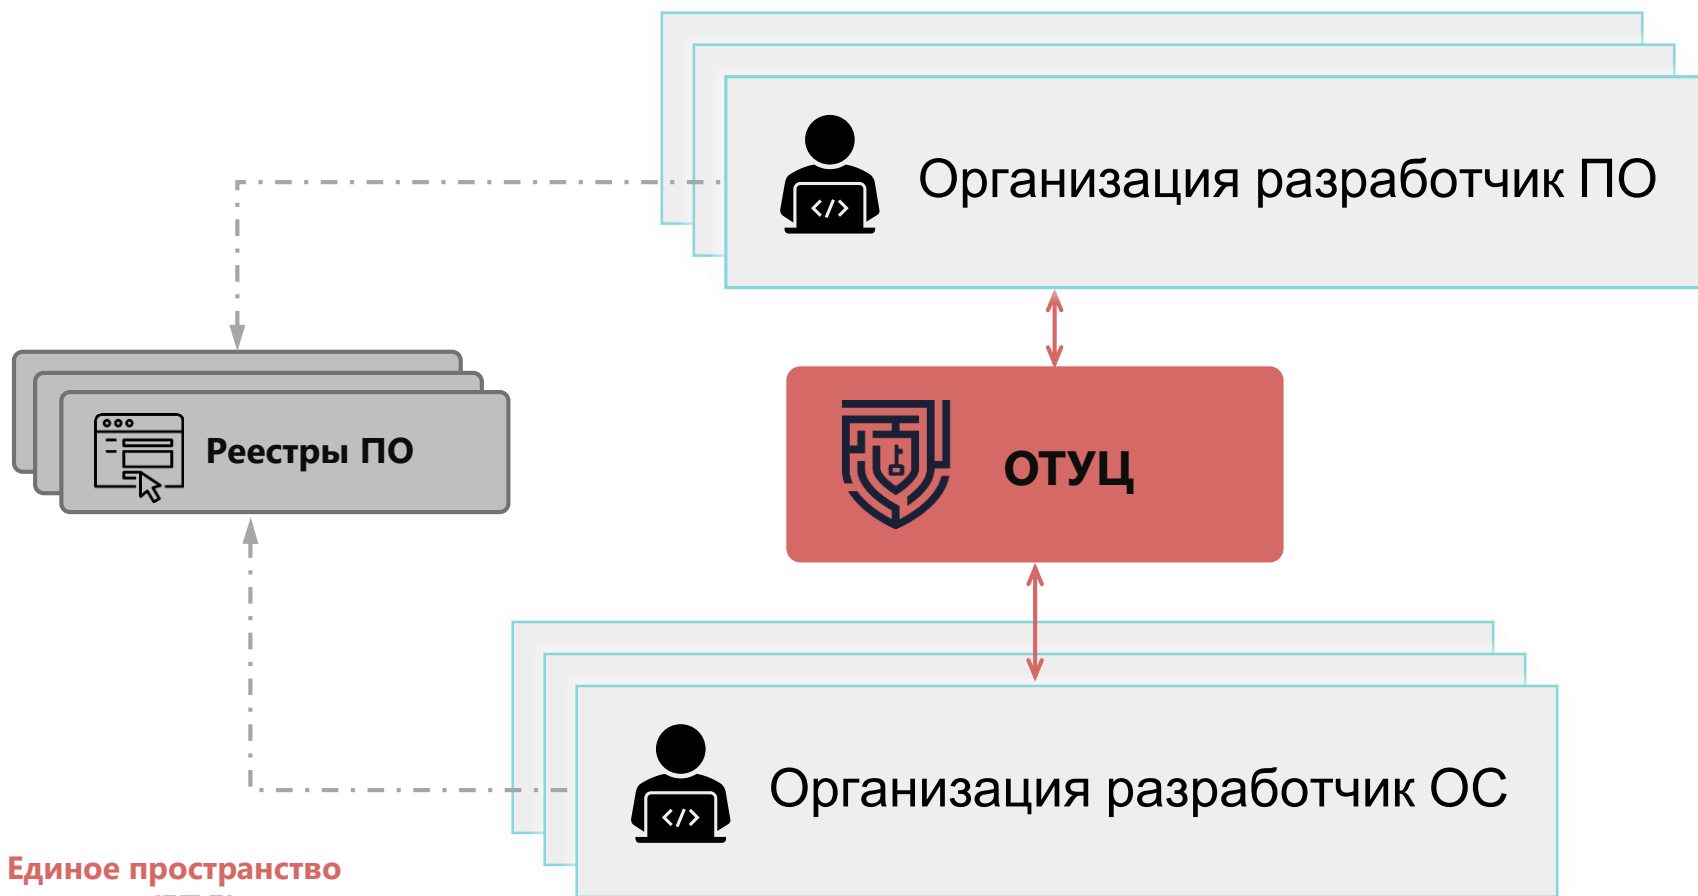 Организация разработчик ПО
Реестры ПО
ОТУЦ
Организация разработчик ОС
Единое пространство